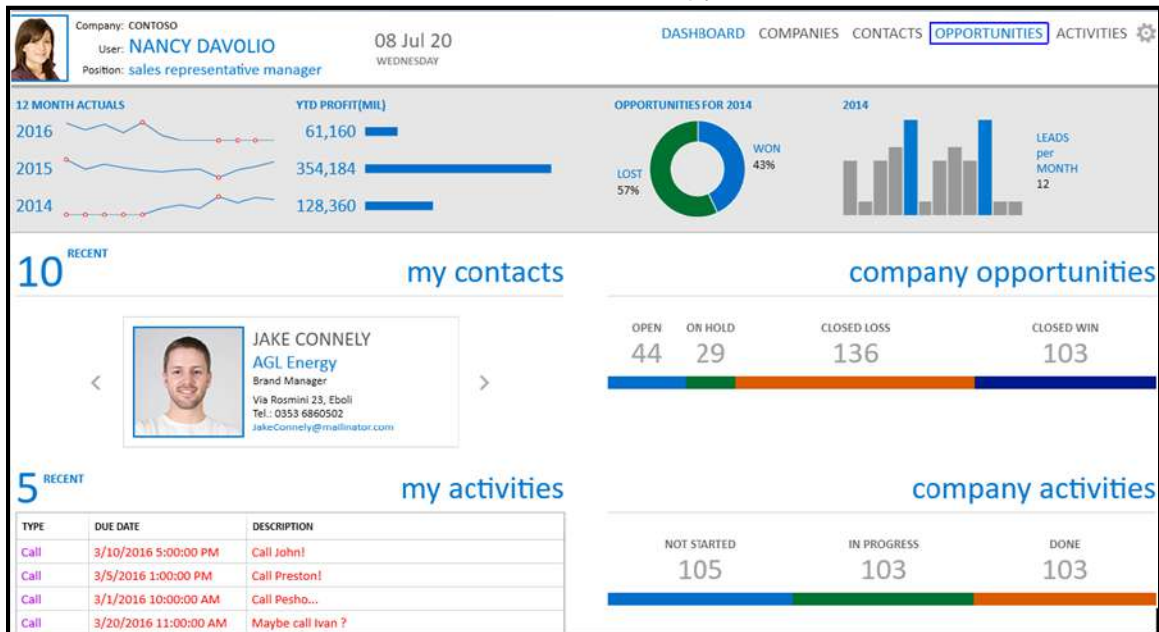 Company: CONTOSO
User: NANCY DAVOLIO
Position: sales representative manager
08 Jul 20
WEDNESDAY
DASHBOARD COMPANIES CONTACTS OPPORTUNITIES ACTIVITIES
12 MONTH ACTUALS
2016
2015
2014
YTD PROFIT(MIL)
61,160
354,184
128,360
OPPORTUNITIES FOR 2014
WON
43%
LOST
57%
2014
LEADS
per
MONTH
12
10 RECENT
my contacts
JAKE CONNELY
AGL Energy
Brand Manager
Via Rosmini 23, Eboli
Tel.: 0353 6860502
JakeConnely@mailinator.com
company opportunities
OPEN ON HOLD CLOSED LOSS CLOSED WIN
44 29 136 103
5 RECENT
my activities
TYPE DUE DATE DESCRIPTION
Call 3/10/2016 5:00:00 PM Call John!
Call 3/5/2016 1:00:00 PM Call Preston!
Call 3/1/2016 10:00:00 AM Call Pesho...
Call 3/20/2016 11:00:00 AM Maybe call Ivan ?
company activities
NOT STARTED IN PROGRESS DONE
105 103 103